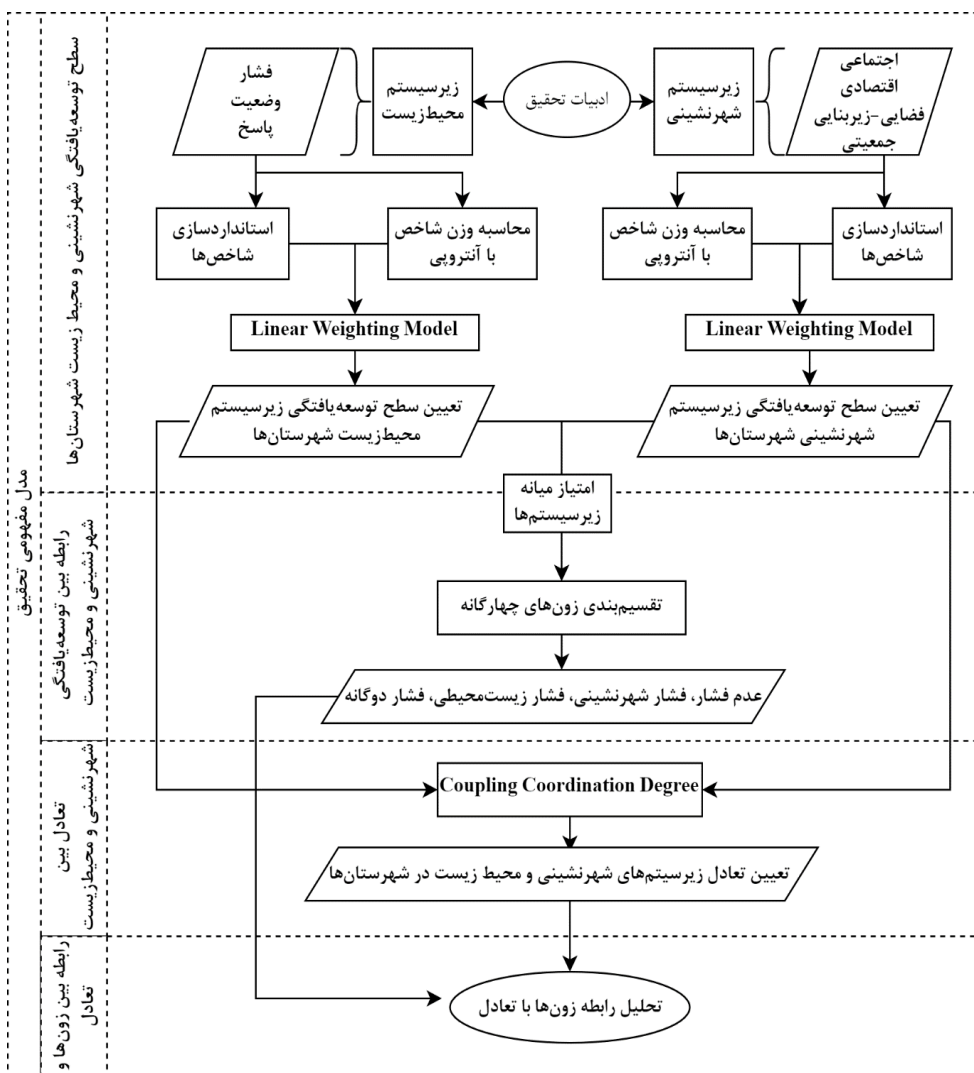 مدل مفهومی تحقیق
سطح توسعه‌یافتگی شهرنشینی و محیط زیست شهرستان‌ها
اجتماعی
اقتصادی
فضایی-زیربنایی
جمعیتی
زیرسیستم
شهرنشینی
ادبیات تحقیق
زیرسیستم
محیط‌زیست
فشار
وضعیت
پاسخ
استانداردسازی
شاخص‌ها
محاسبه وزن شاخص
با آنتروپی
محاسبه وزن شاخص
با آنتروپی
استانداردسازی
شاخص‌ها
Linear Weighting Model
Linear Weighting Model
تعیین سطح توسعه‌یافتگی زیرسیستم
شهرنشینی شهرستان‌ها
تعیین سطح توسعه‌یافتگی زیرسیستم
محیط‌زیست شهرستان‌ها
رابطه بین توسعه‌یافتگی
شهرنشینی و محیط‌زیست
امتیاز میانه
زیرسیستم‌ها
تقسیم‌بندی زون‌های چهارگانه
عدم فشار، فشار شهرنشینی، فشار زیست‌محیطی، فشار دوگانه
تعادل بین
شهرنشینی و محیط‌زیست
Coupling Coordination Degree
تعیین تعادل زیرسیتم‌های شهرنشینی و محیط زیست در شهرستان‌ها
رابطه بین زون‌ها و
تعادل
تحلیل رابطه زون‌ها با تعادل